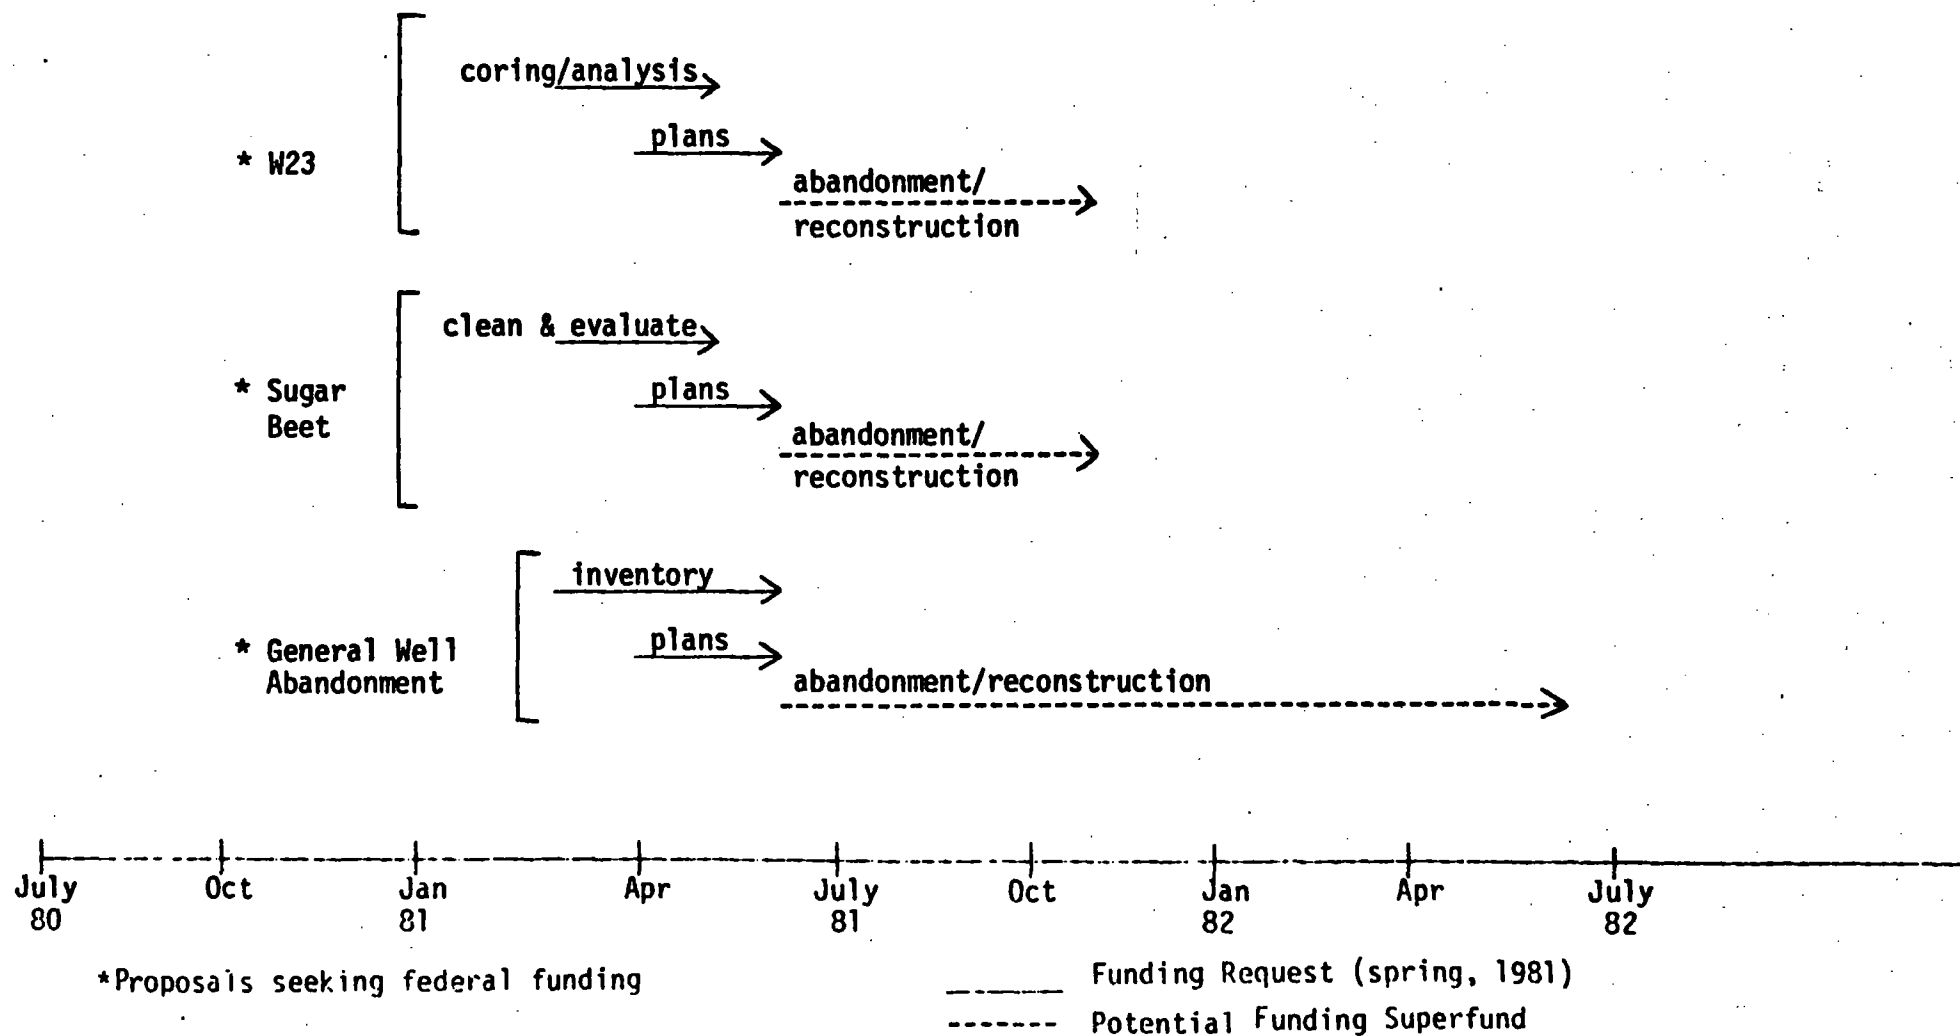 coring/analysis
plans
* W23
abandonment/
reconstruction
clean & evaluate
plans
* Sugar
Beet
abandonment/
reconstruction
inventory
plans
* General Well
Abandonment
abandonment/reconstruction
July Oct Jan Apr July Oct Jan Apr July
80 81 81 82 82
*Proposals seeking federal funding
Funding Request (spring, 1981)
Potential Funding Superfund